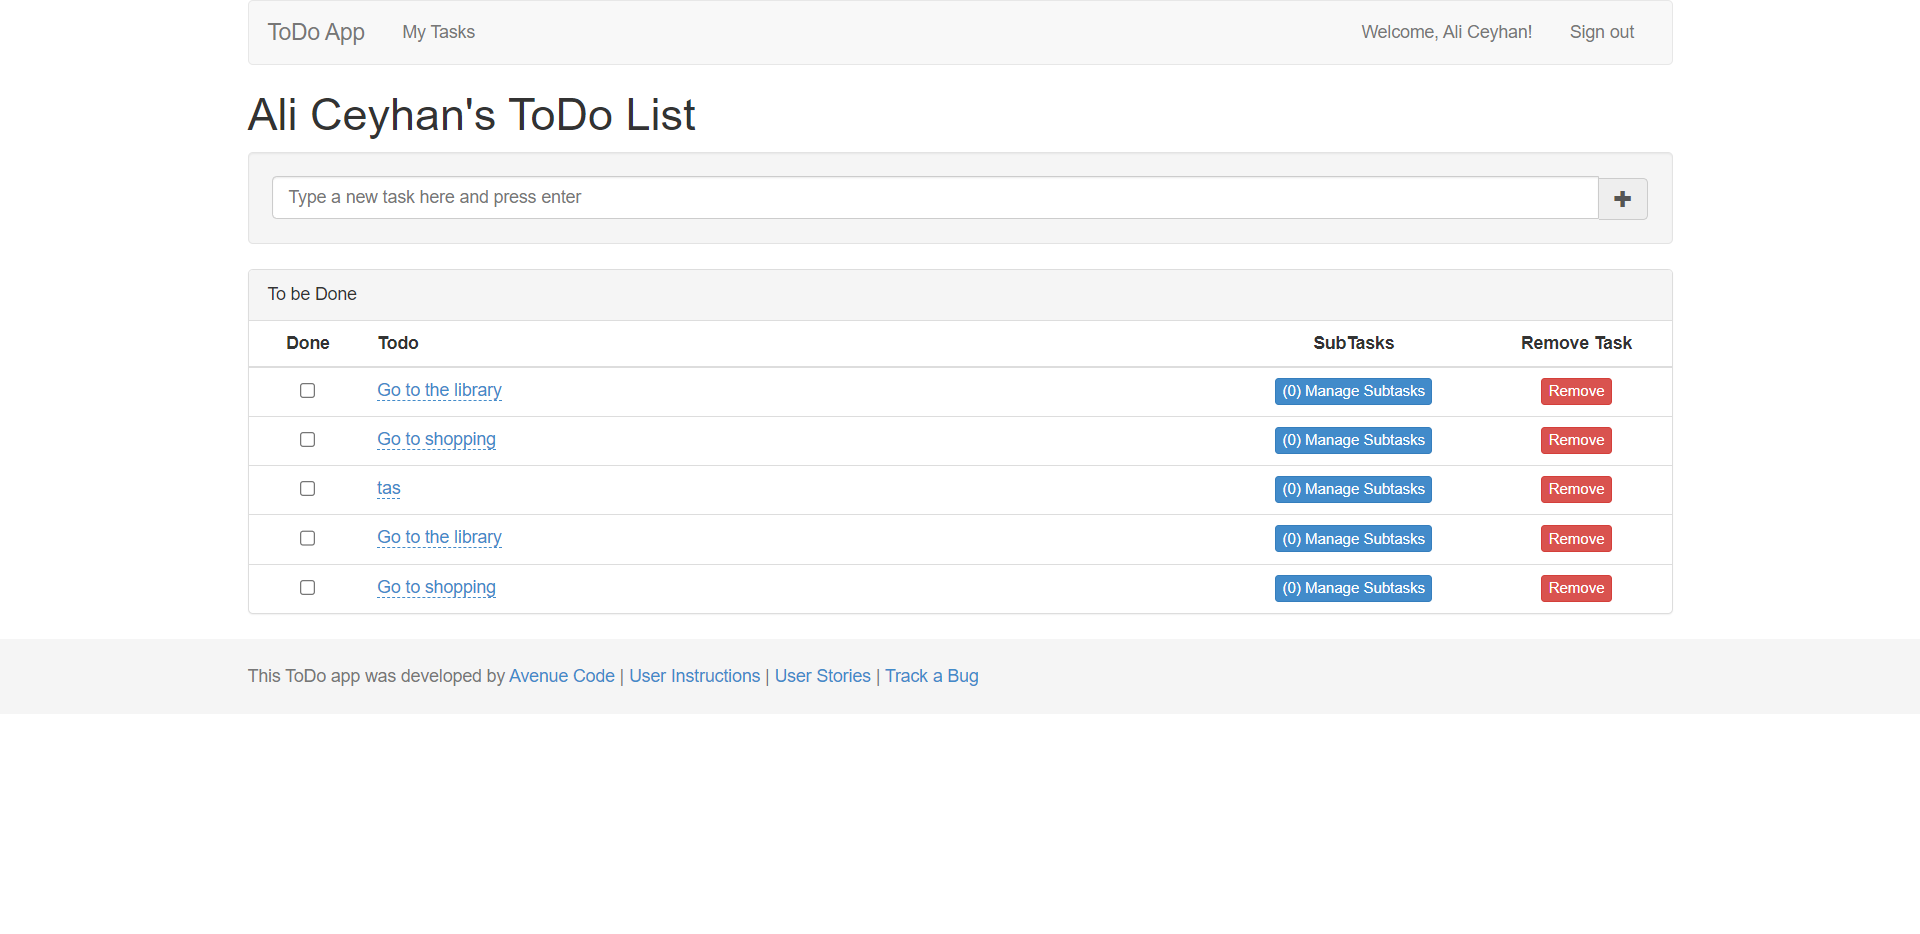 ToDo App My Tasks Welcome, Ali Ceyhan! Sign out
Ali Ceyhan's ToDo List
Type a new task here and press enter
To be Done
Done Todo SubTasks Remove Task
Go to the library (0) Manage Subtasks Remove
Go to shopping (0) Manage Subtasks Remove
tas (0) Manage Subtasks Remove
Go to the library (0) Manage Subtasks Remove
Go to shopping (0) Manage Subtasks Remove
This ToDo app was developed by Avenue Code | User Instructions | User Stories | Track a Bug